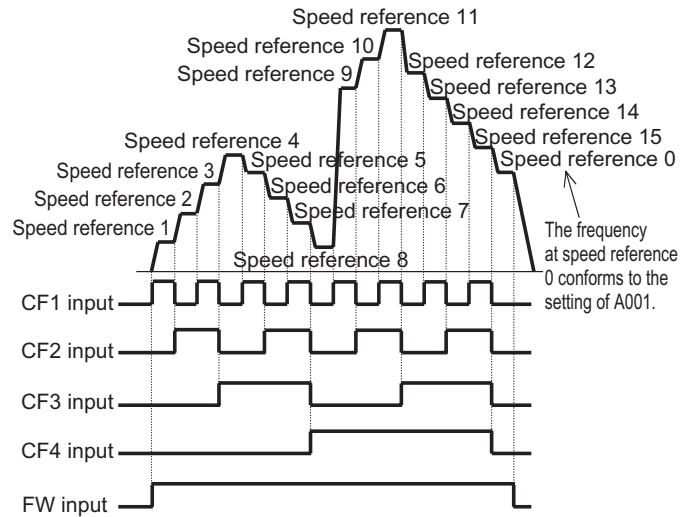 Speed reference 11
Speed reference 10
Speed reference 12
Speed reference 9
Speed reference 13
Speed reference 14
Speed reference 4
Speed reference 15
Speed reference 3
Speed reference 5
Speed reference 0
Speed reference 2
Speed reference 6
Speed reference 1
Speed reference 7
Speed reference 8
The frequency
at speed reference
0 conforms to the
setting of A001.
CF1 input
CF2 input
CF3 input
CF4 input
FW input